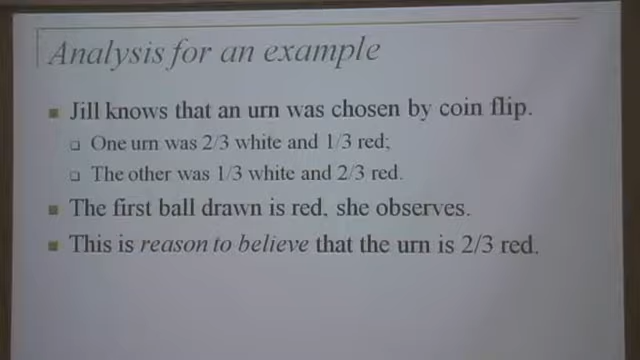 Analysis for an example
Jill knows that an urn was chosen by coin flip.
One urn was 2/3 white and 1/3 red;
The other was 1/3 white and 2/3 red.
The first ball drawn is red, she observes.
This is reason to believe that the urn is 2/3 red.